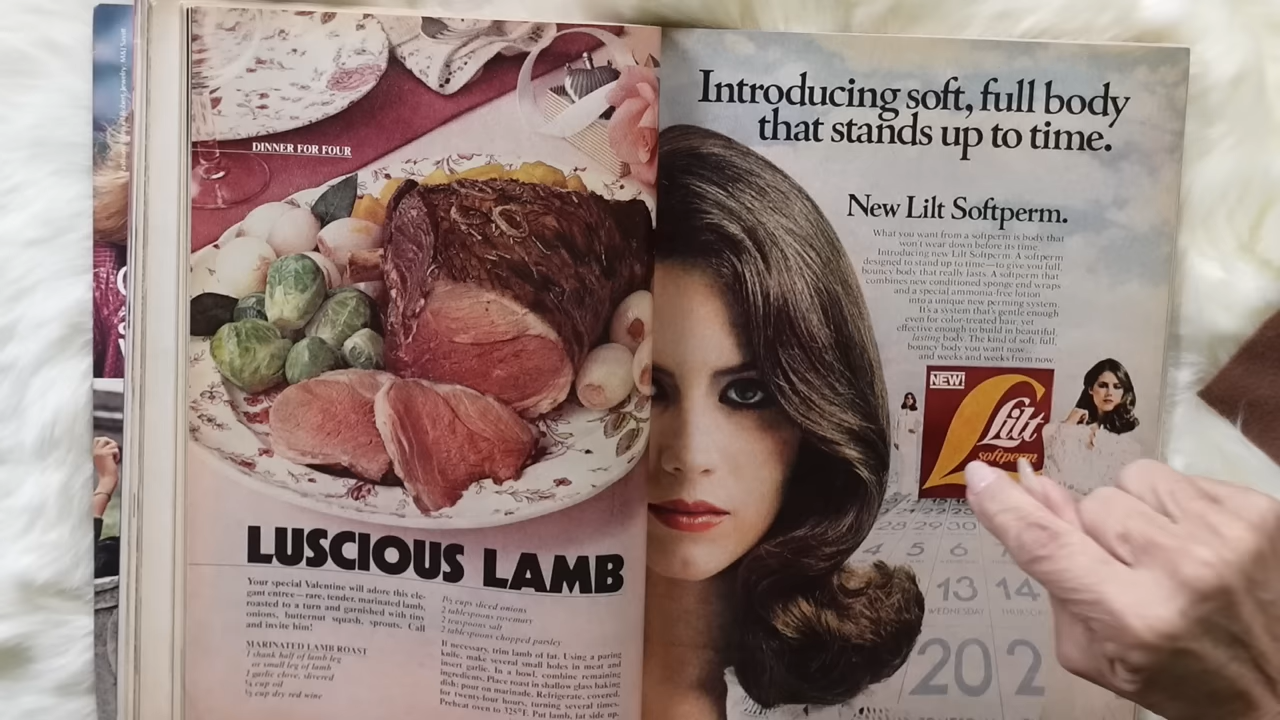 DINNER FOR FOUR
LUSCIOUS LAMB
Your special Valentine will adore this ele-
gant entree—rare, tender, marinated lamb,
roasted to a turn and garnished with tiny
onions, butternut squash, sprouts. Call
and invite him!
MARINATED LAMB ROAST
1 shank half of lamb leg
or small leg of lamb
1 garlic clove, slivered
¼ cup oil
½ cup dry red wine
1½ cups sliced onions
2 tablespoons rosemary
2 teaspoons salt
2 tablespoons chopped parsley
If necessary, trim lamb of fat. Using a paring
knife, make several small holes in meat and
insert garlic. In a bowl, combine remaining
ingredients. Place roast in shallow glass baking
dish; pour on marinade. Refrigerate, covered,
for twenty-four hours, turning several times.
Preheat oven to 325°F. Put lamb, fat side up,
Introducing soft, full body
that stands up to time.
New Lilt Softperm.
What you want from a softperm is body that
won't wear down before its time.
Introducing new Lilt Softperm. A softperm
designed to stand up to time—to give you full,
bouncy body that really lasts. A softperm that
combines new conditioned sponge end wraps
and a special ammonia-free lotion
into a unique new perming system.
It's a system that's gentle enough
even for color-treated hair, yet
effective enough to build in beautiful,
lasting body. The kind of soft, full,
bouncy body you want now...
and weeks and weeks from now.
NEW!
Lilt
softperm
28 29 30
4 5 6
13 14
WEDNESDAY
20 2